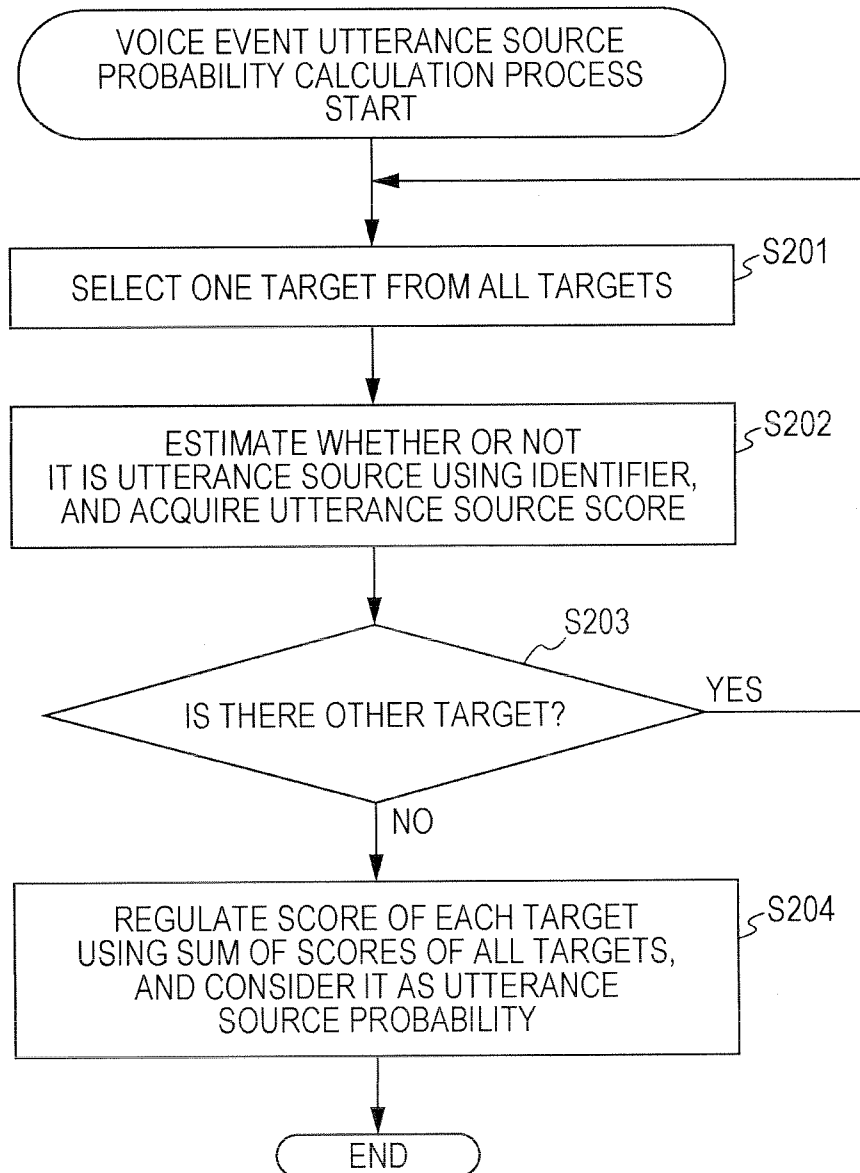 VOICE EVENT UTTERANCE SOURCE
PROBABILITY CALCULATION PROCESS
START
S201
SELECT ONE TARGET FROM ALL TARGETS
S202
ESTIMATE WHETHER OR NOT
IT IS UTTERANCE SOURCE USING IDENTIFIER,
AND ACQUIRE UTTERANCE SOURCE SCORE
S203
IS THERE OTHER TARGET?
YES
NO
S204
REGULATE SCORE OF EACH TARGET
USING SUM OF SCORES OF ALL TARGETS,
AND CONSIDER IT AS UTTERANCE
SOURCE PROBABILITY
END